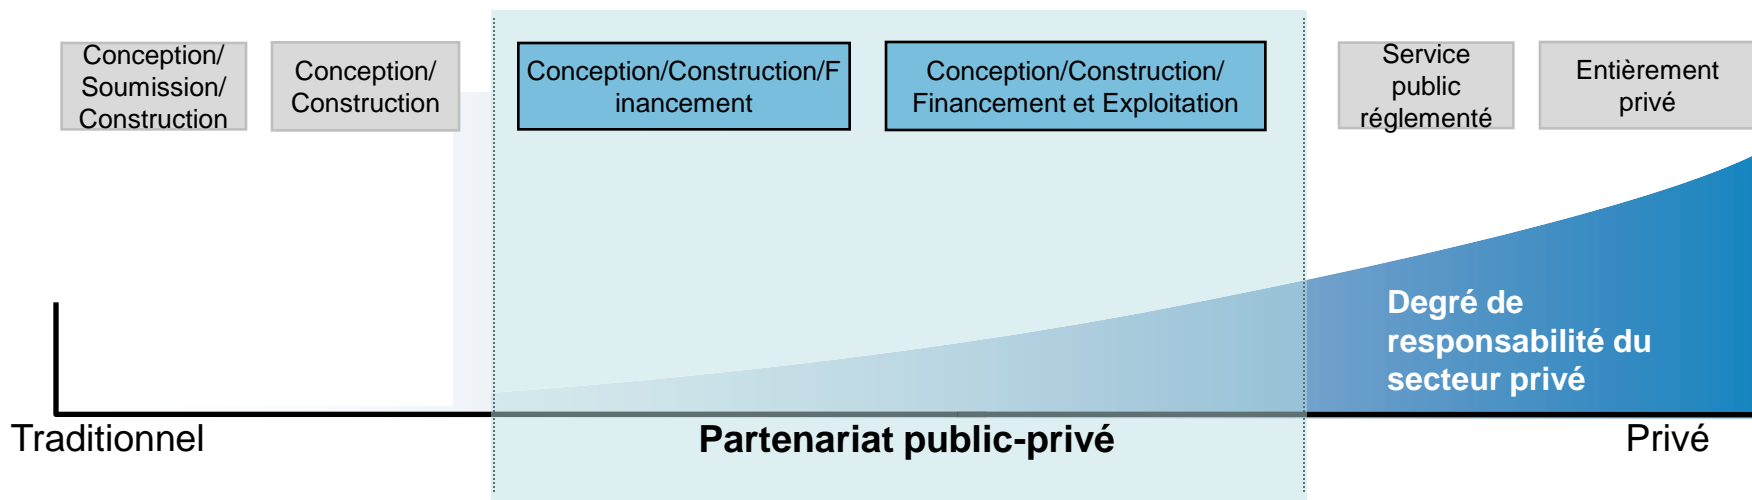 Conception/
Soumission/
Construction
Conception/
Construction
Conception/Construction/F
inancement
Conception/Construction/
Financement et Exploitation
Service
public
réglementé
Entièrement
privé
Degré de
responsabilité du
secteur privé
Traditionnel
Partenariat public-privé
Privé